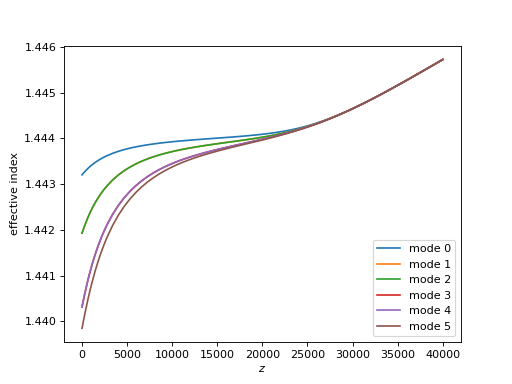 1.446
1.445
1.444
1.443
1.442
1.441
1.440
effective index
0 5000 10000 15000 20000 25000 30000 35000 40000
z
mode 0
mode 1
mode 2
mode 3
mode 4
mode 5